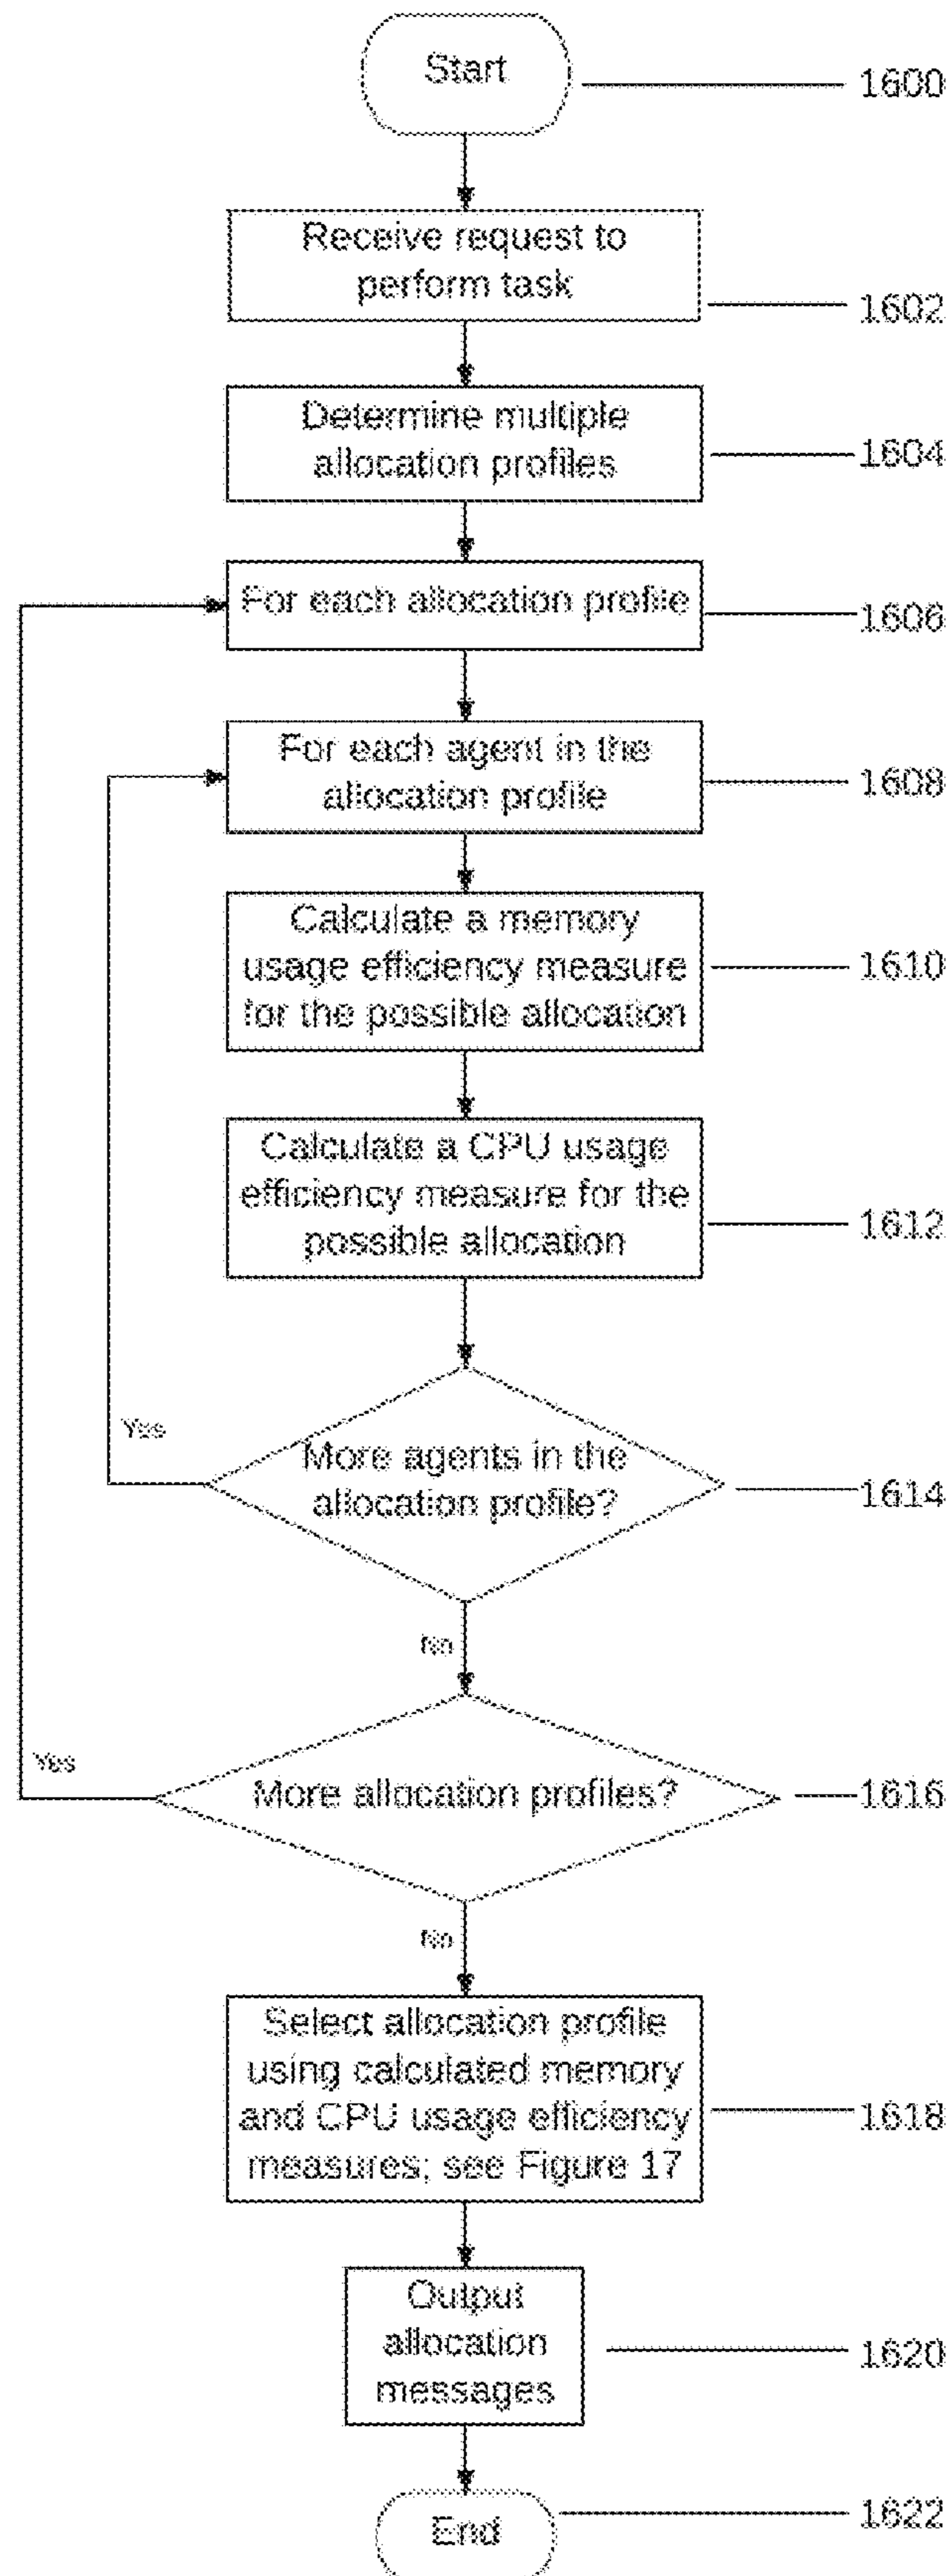 Start
1600
Receive request to
perform task
1602
Determine multiple
allocation profiles
1604
For each allocation profile
1606
For each agent in the
allocation profile
1608
Calculate a memory
usage efficiency measure
for the possible allocation
1610
Calculate a CPU usage
efficiency measure for the
possible allocation
1612
Yes
More agents in the
allocation profile?
1614
No
Yes
More allocation profiles?
1616
No
Select allocation profile
using calculated memory
and CPU usage efficiency
measures; see Figure 17
1618
Output
allocation
messages
1620
End
1622